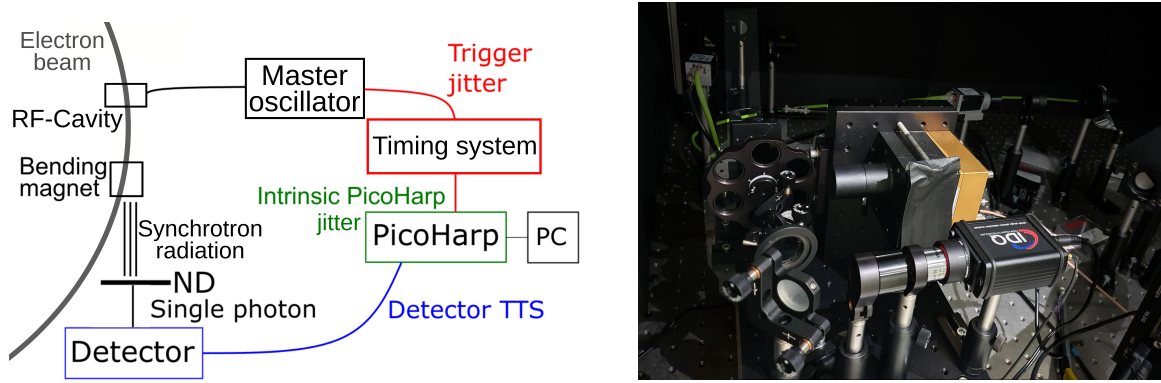 Electron
beam
RF-Cavity
Master
oscillator
Trigger
jitter
Timing system
Bending
magnet
Intrinsic PicoHarp
jitter
PicoHarp
PC
Synchrotron
radiation
ND
Single photon
Detector TTS
Detector
IDQ